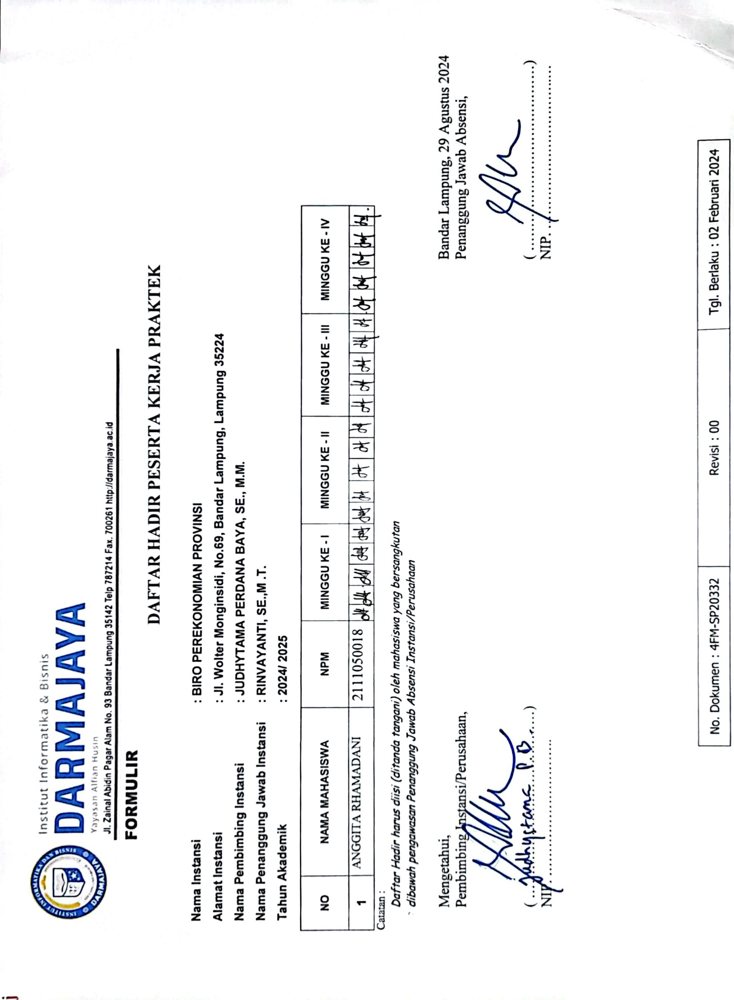 Institut Informatika & Bisnis
DARMAJAYA
Yayasan Alfian Husin
Jl. Zainal Abidin Pagar Alam No. 93 Bandar Lampung 35142 Telp 787214 Fax. 700261 http://darmajaya.ac.id
INSTITUT INFORMATIKA DAN BISNIS
DARMAJAYA
FORMULIR
DAFTAR HADIR PESERTA KERJA PRAKTEK
Nama Instansi : BIRO PEREKONOMIAN PROVINSI
Alamat Instansi : Jl. Wolter Monginsidi, No.69, Bandar Lampung, Lampung 35224
Nama Pembimbing Instansi : JUDHYTAMA PERDANA BAYA, SE., M.M.
Nama Penanggung Jawab Instansi : RINVAYANTI, SE.,M .T.
Tahun Akademik : 2024/ 2025
NO NAMA MAHASISWA NPM MINGGU KE - I MINGGU KE - II MINGGU KE - III MINGGU KE - IV
1 ANGGITA RHAMADANI 2111050018
Catatan :
Daftar Hadir harus diisi (ditanda tangani) oleh mahasiswa yang bersangkutan
dibawah pengawasan Penanggung Jawab Absensi Instansi/Perusahaan
Mengetahui,
Pembimbing Instansi/Perusahaan,
(Judhystama P.B.....)
NIP.....................................
Bandar Lampung, 29 Agustus 2024
Penanggung Jawab Absensi,
(.....................................)
NIP.....................................
No. Dokumen : 4FM-SP20332 Revisi : 00 Tgl. Berlaku : 02 Februari 2024